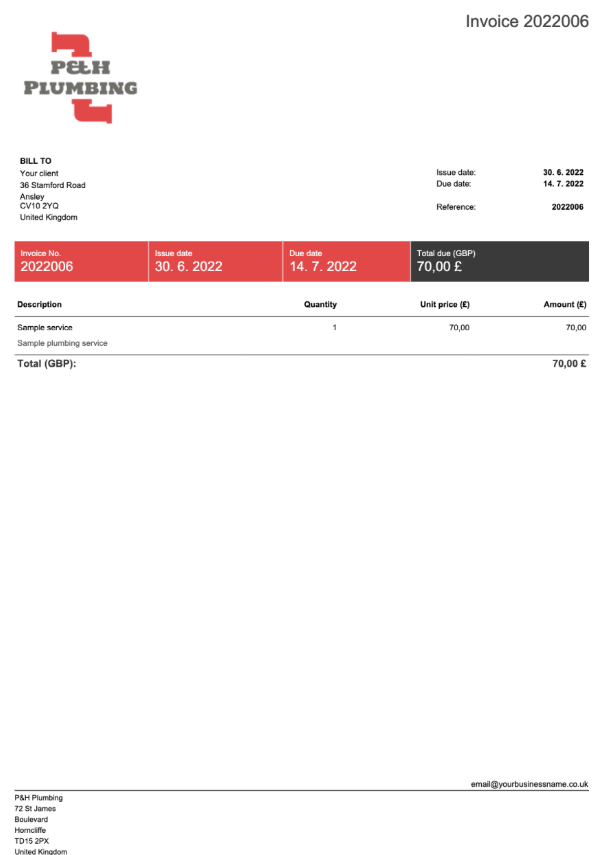 Invoice 2022006
P&H
PLUMBING
BILL TO
Your client
36 Stamford Road
Ansley
CV10 2YQ
United Kingdom
Issue date: 30. 6. 2022
Due date: 14. 7. 2022
Reference: 2022006
Invoice No. Issue date Due date Total due (GBP)
2022006 30. 6. 2022 14. 7. 2022 70,00 £
Description Quantity Unit price (£) Amount (£)
Sample service 1 70,00 70,00
Sample plumbing service
Total (GBP): 70,00 £
email@yourbusinessname.co.uk
P&H Plumbing
72 St James
Boulevard
Horncliffe
TD15 2PX
United Kingdom